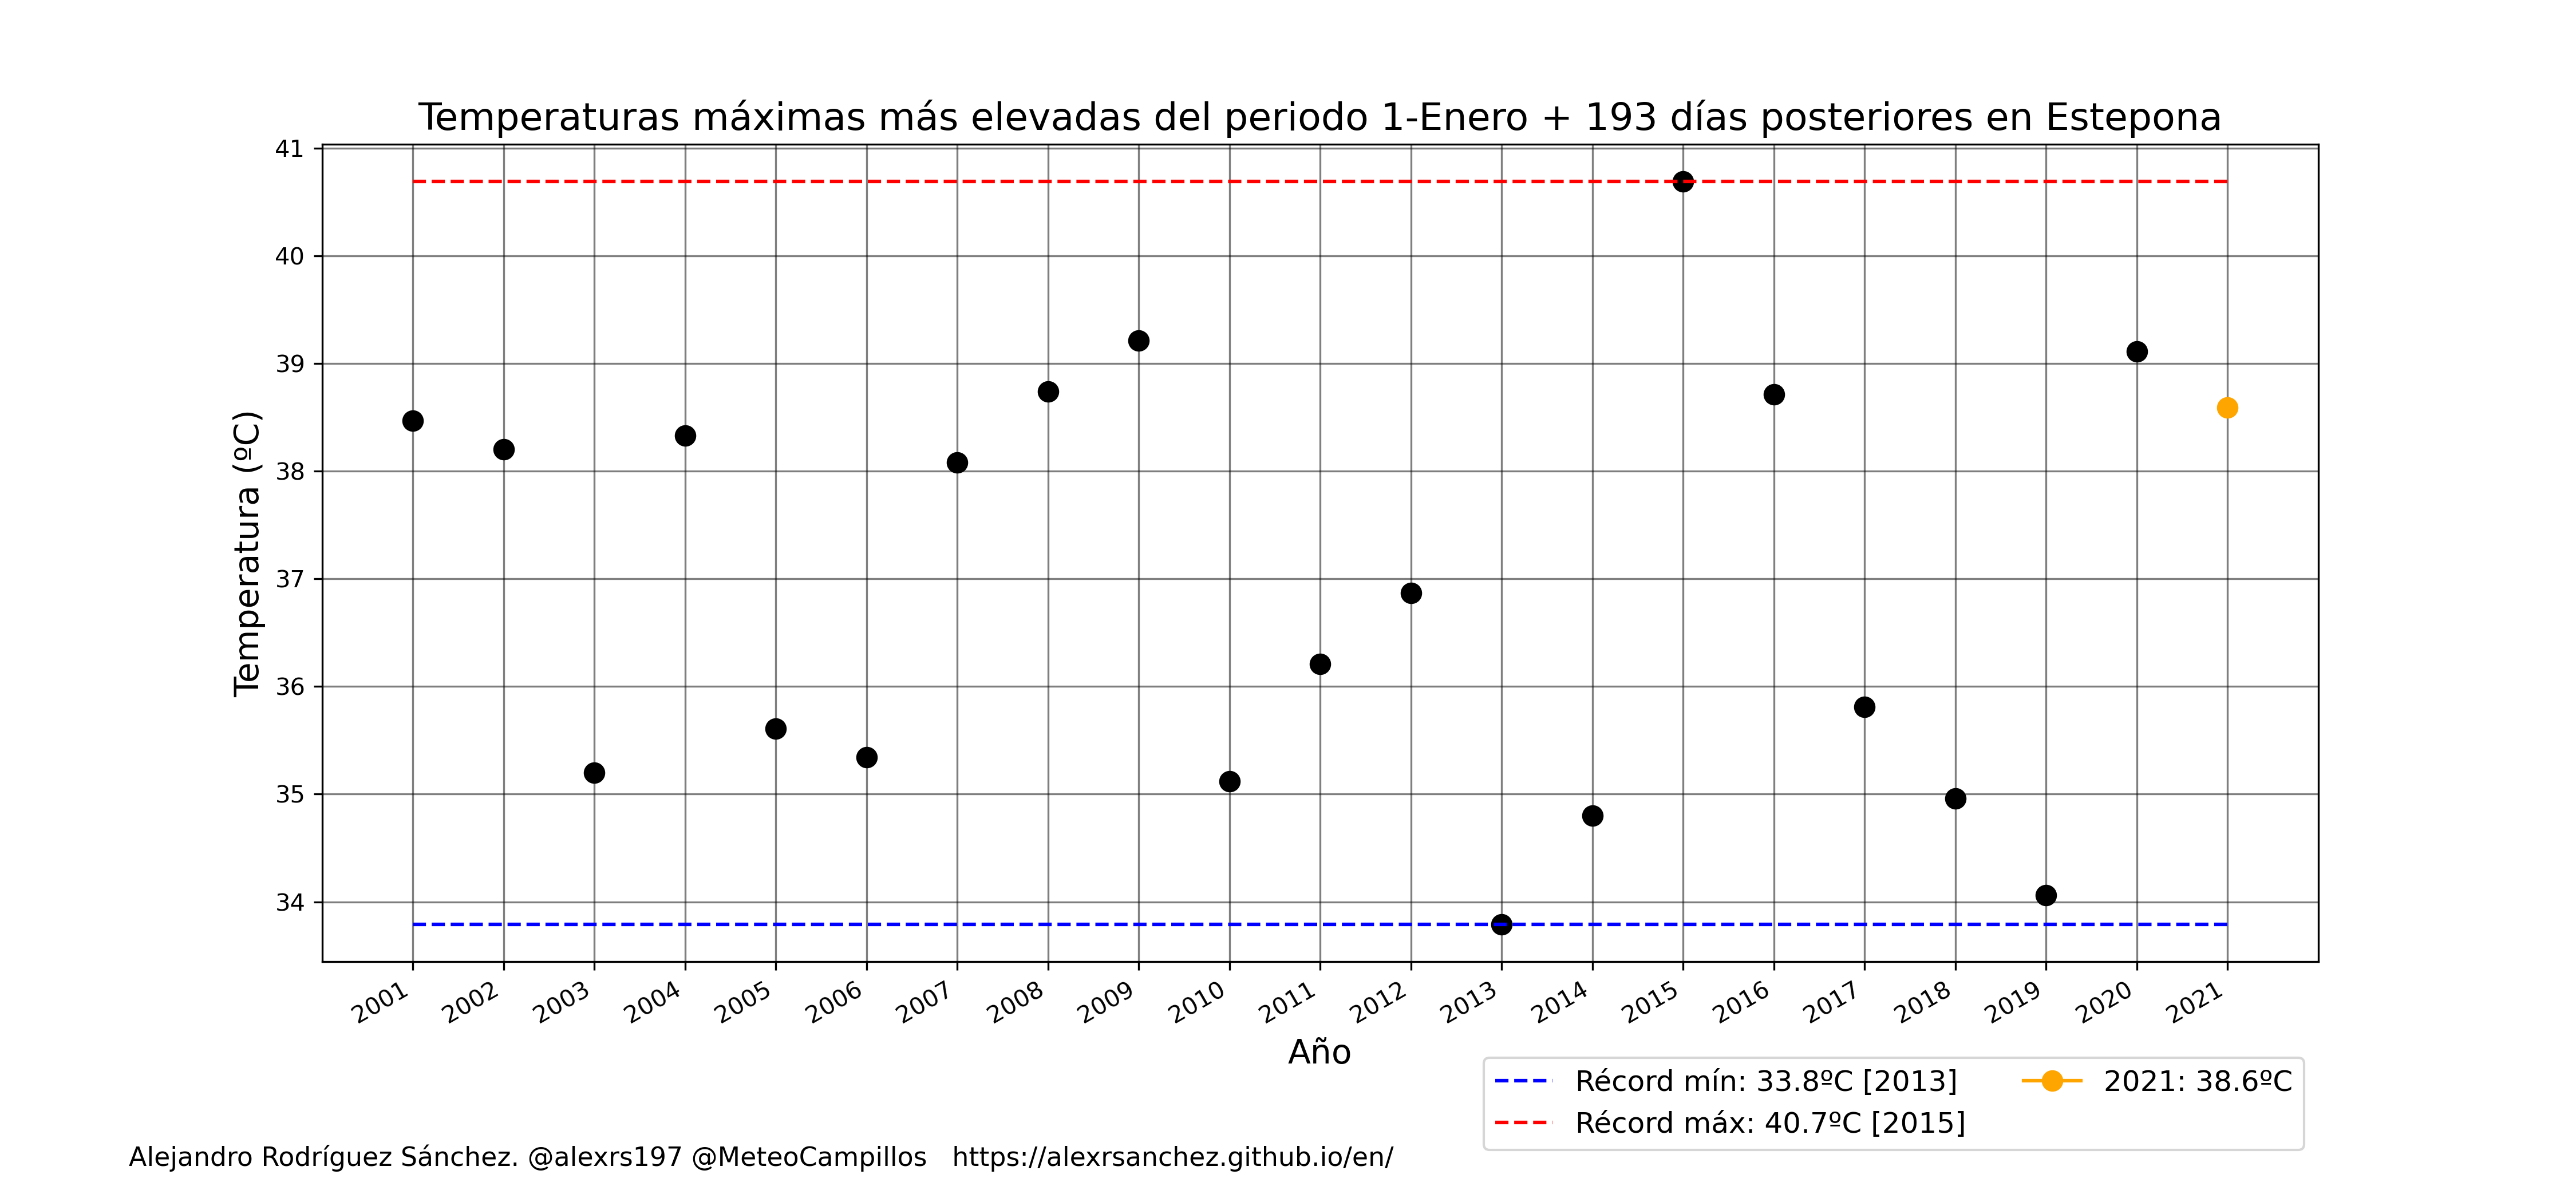 Temperaturas máximas más elevadas del periodo 1-Enero + 193 días posteriores en Estepona
41
40
39
38
37
36
35
34
Temperatura (ºC)
2001 2002 2003 2004 2005 2006 2007 2008 2009 2010 2011 2012 2013 2014 2015 2016 2017 2018 2019 2020 2021
Año
Récord mín: 33.8ºC [2013]
Récord máx: 40.7ºC [2015]
2021: 38.6ºC
Alejandro Rodríguez Sánchez. @alexrs197 @MeteoCampillos https://alexrsanchez.github.io/en/